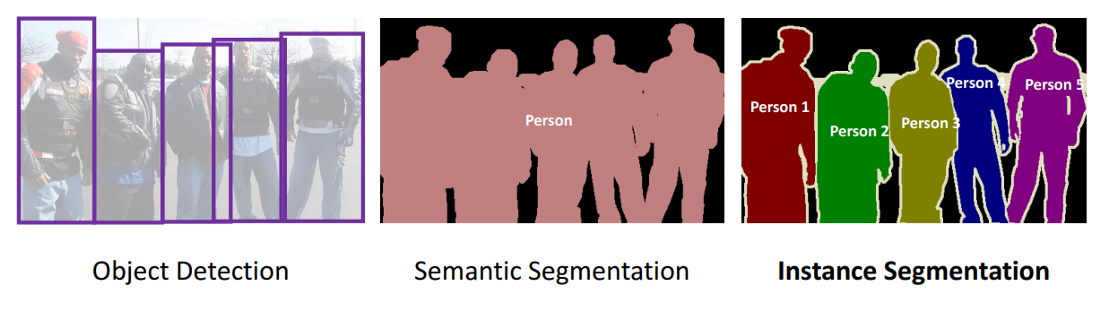 Person
Person 1
Person 2
Person 3
Person 4
Person 5
Object Detection
Semantic Segmentation
Instance Segmentation